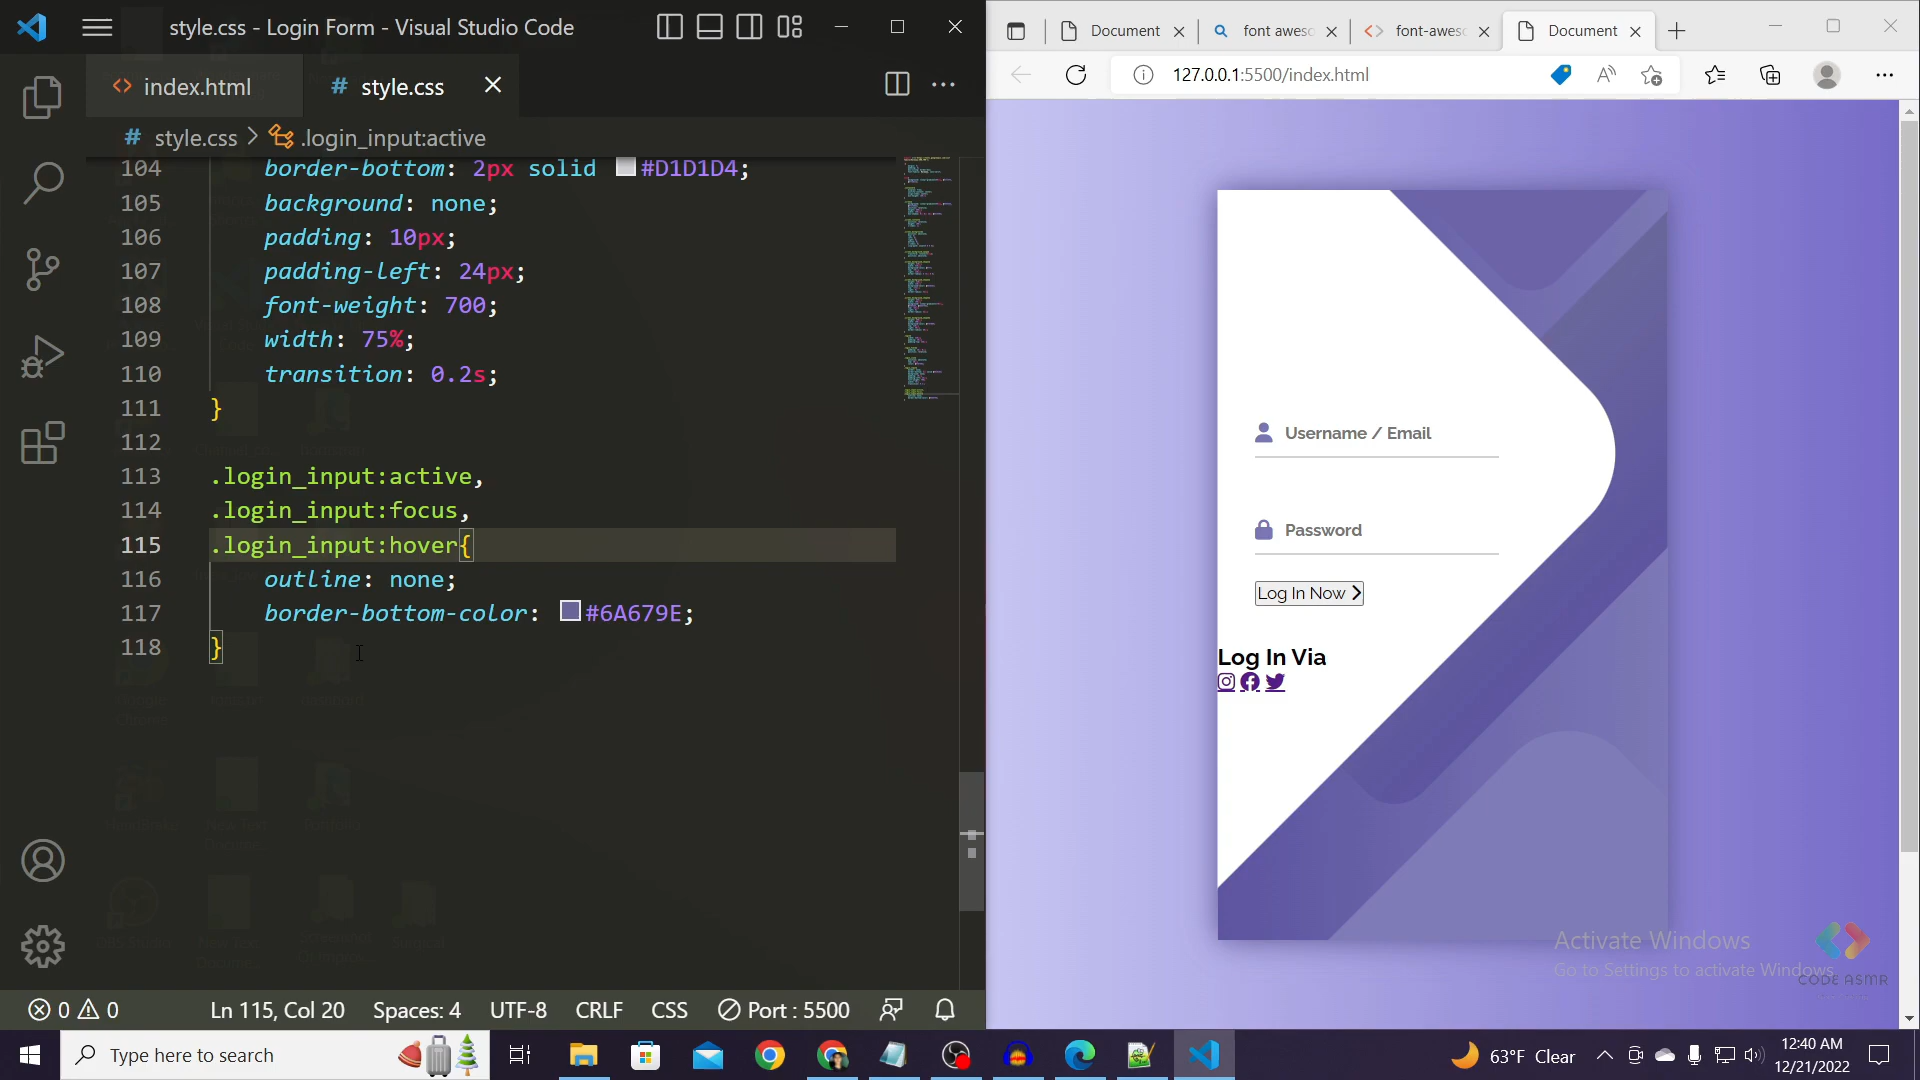 style.css - Login Form - Visual Studio Code
index.html
# style.css
# style.css > .login_input:active
104 border-bottom: 2px solid #D1D1D4;
105 background: none;
106 padding: 10px;
107 padding-left: 24px;
108 font-weight: 700;
109 width: 75%;
110 transition: 0.2s;
111 }
112
113 .login_input:active,
114 .login_input:focus,
115 .login_input:hover{
116 outline: none;
117 border-bottom-color: #6A679E;
118 }
0 0 Ln 115, Col 20 Spaces: 4 UTF-8 CRLF CSS Port : 5500
Document
font awes
font-awes
Document
127.0.0.1:5500/index.html
Username / Email
Password
Log In Now
Log In Via
Activate Windows
Go to Settings to activate Windows.
CODE ASMR
Type here to search
63°F Clear
12:40 AM
12/21/2022